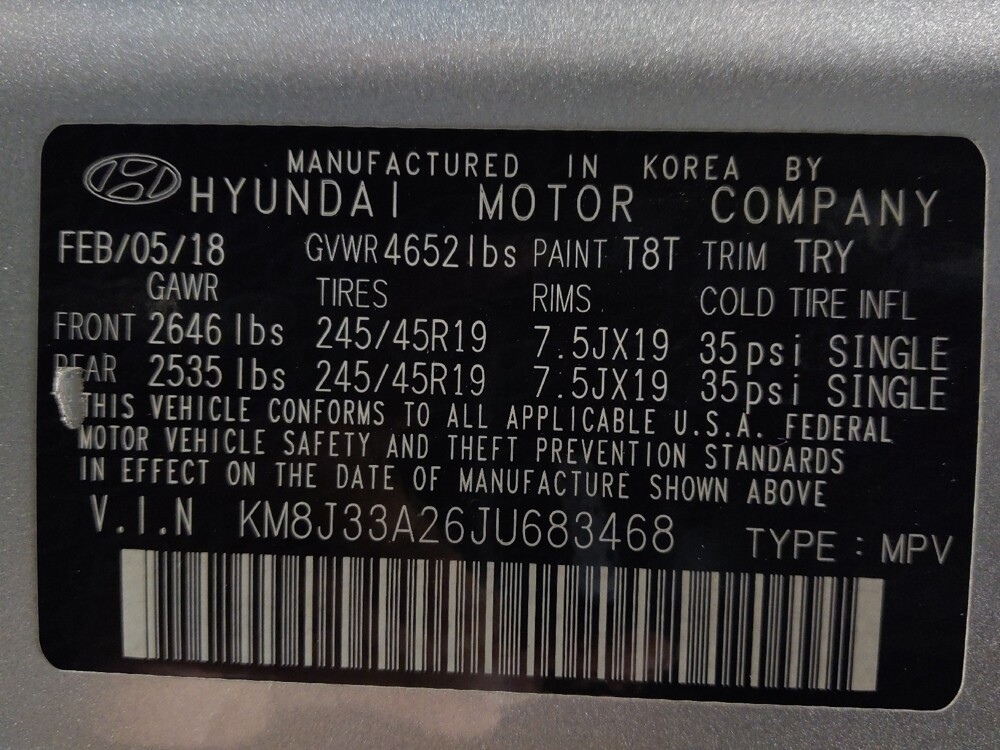 MANUFACTURED IN KOREA BY
HYUNDAI MOTOR COMPANY
FEB/05/18 GVWR 4652lbs PAINT T8T TRIM TRY
GAWR TIRES RIMS COLD TIRE INFL
FRONT 2646 lbs 245/45R19 7.5JX19 35psi SINGLE
REAR 2535 lbs 245/45R19 7.5JX19 35psi SINGLE
THIS VEHICLE CONFORMS TO ALL APPLICABLE U.S.A. FEDERAL
MOTOR VEHICLE SAFETY AND THEFT PREVENTION STANDARDS
IN EFFECT ON THE DATE OF MANUFACTURE SHOWN ABOVE
V.I.N KM8J33A26JU683468 TYPE : MPV